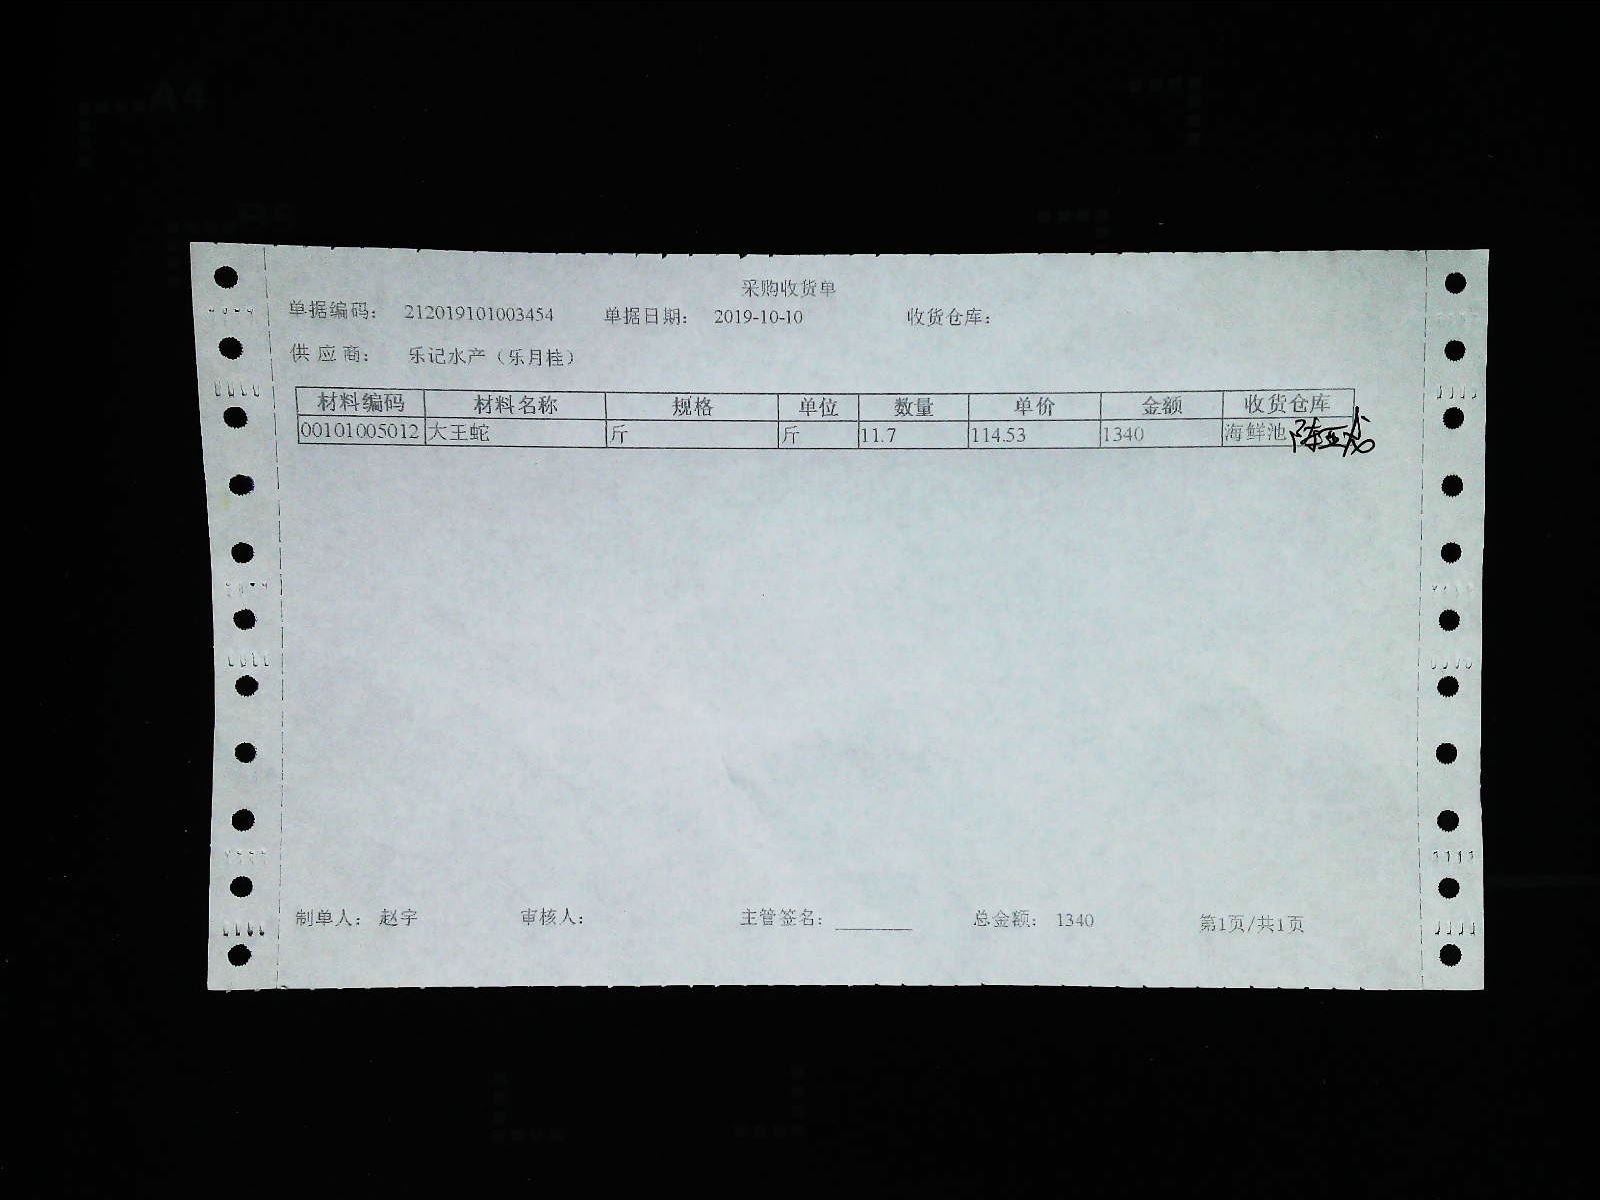 采购收货单
单据编码： 212019101003454 单据日期： 2019-10-10 收货仓库：
供应商： 乐记水产（乐月桂）
材料编码 材料名称 规格 单位 数量 单价 金额 收货仓库
00101005012 大王蛇 斤 斤 11.7 114.53 1340 海鲜池
制单人： 赵宇 审核人： 主管签名： ________ 总金额： 1340 第1页/共1页